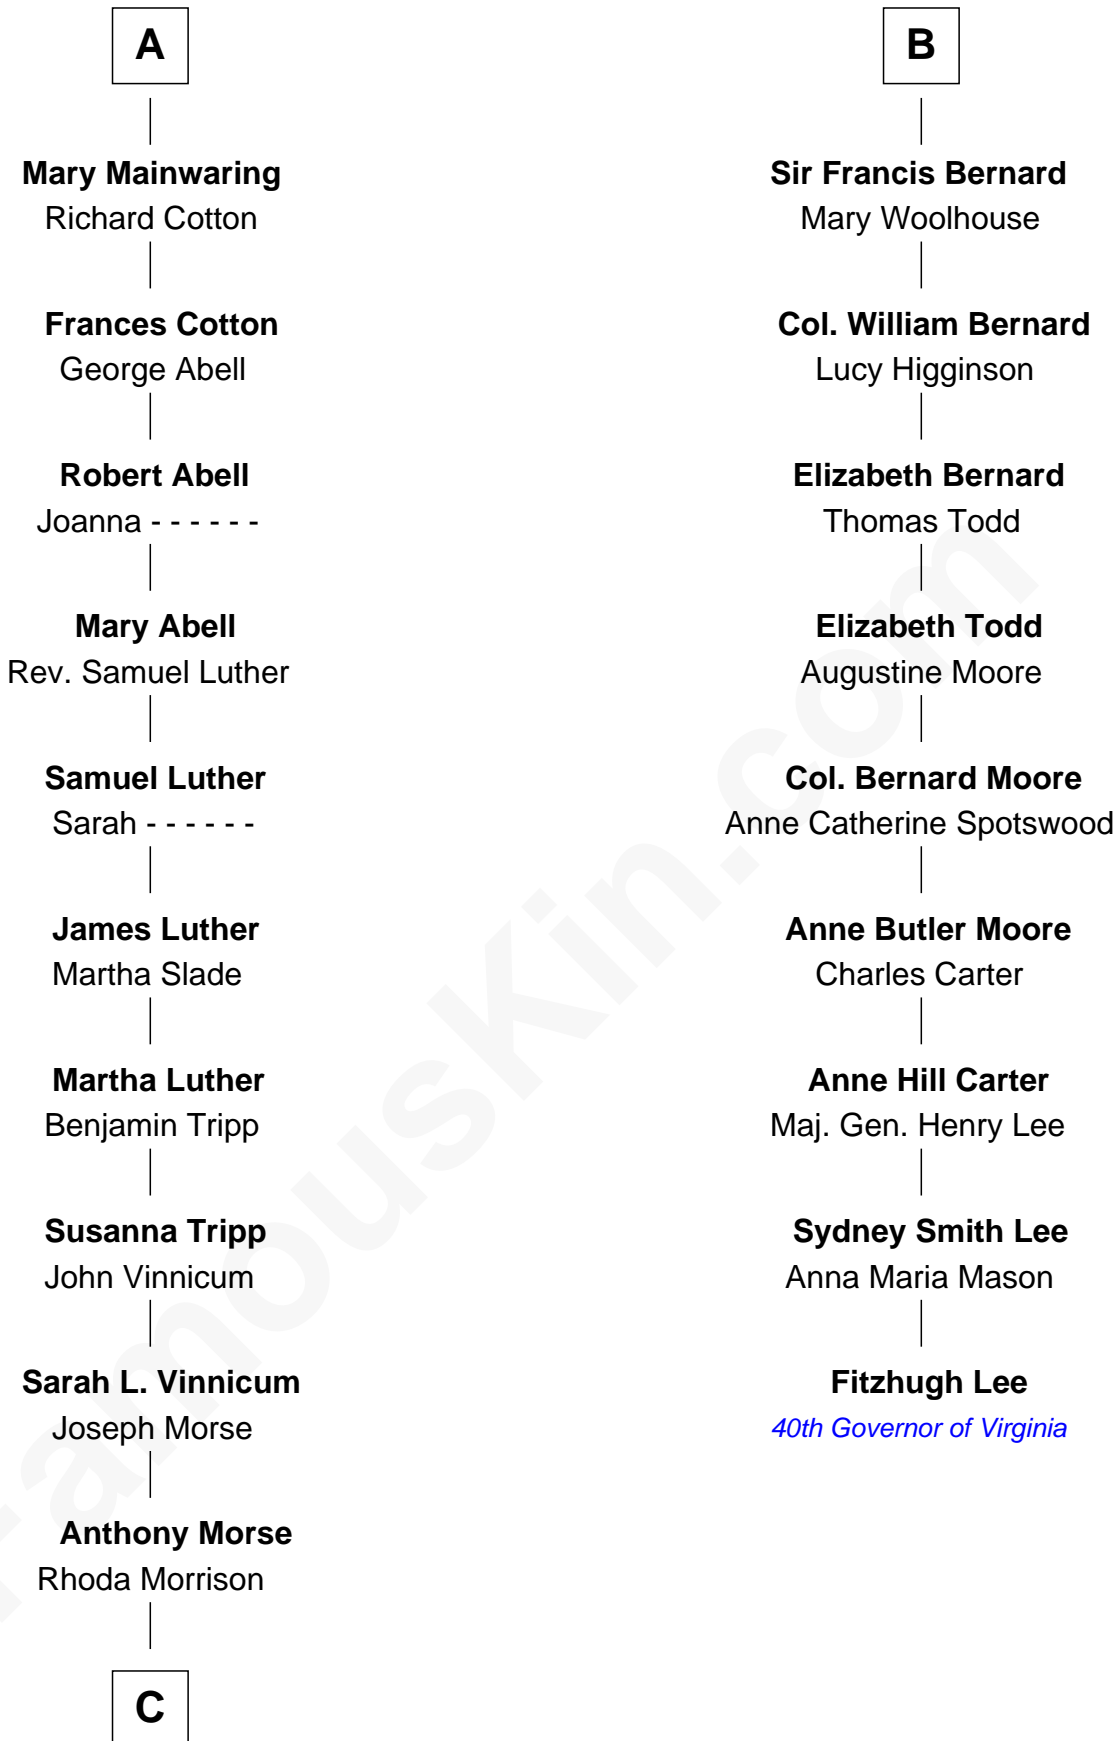 A
Mary Mainwaring
Richard Cotton
Frances Cotton
George Abell
Robert Abell
Joanna - - - - - -
Mary Abell
Rev. Samuel Luther
Samuel Luther
Sarah - - - - - -
James Luther
Martha Slade
Martha Luther
Benjamin Tripp
Susanna Tripp
John Vinnicum
Sarah L. Vinnicum
Joseph Morse
Anthony Morse
Rhoda Morrison
C
B
Sir Francis Bernard
Mary Woolhouse
Col. William Bernard
Lucy Higginson
Elizabeth Bernard
Thomas Todd
Elizabeth Todd
Augustine Moore
Col. Bernard Moore
Anne Catherine Spotswood
Anne Butler Moore
Charles Carter
Anne Hill Carter
Maj. Gen. Henry Lee
Sydney Smith Lee
Anna Maria Mason
Fitzhugh Lee
40th Governor of Virginia
FamousKin.com